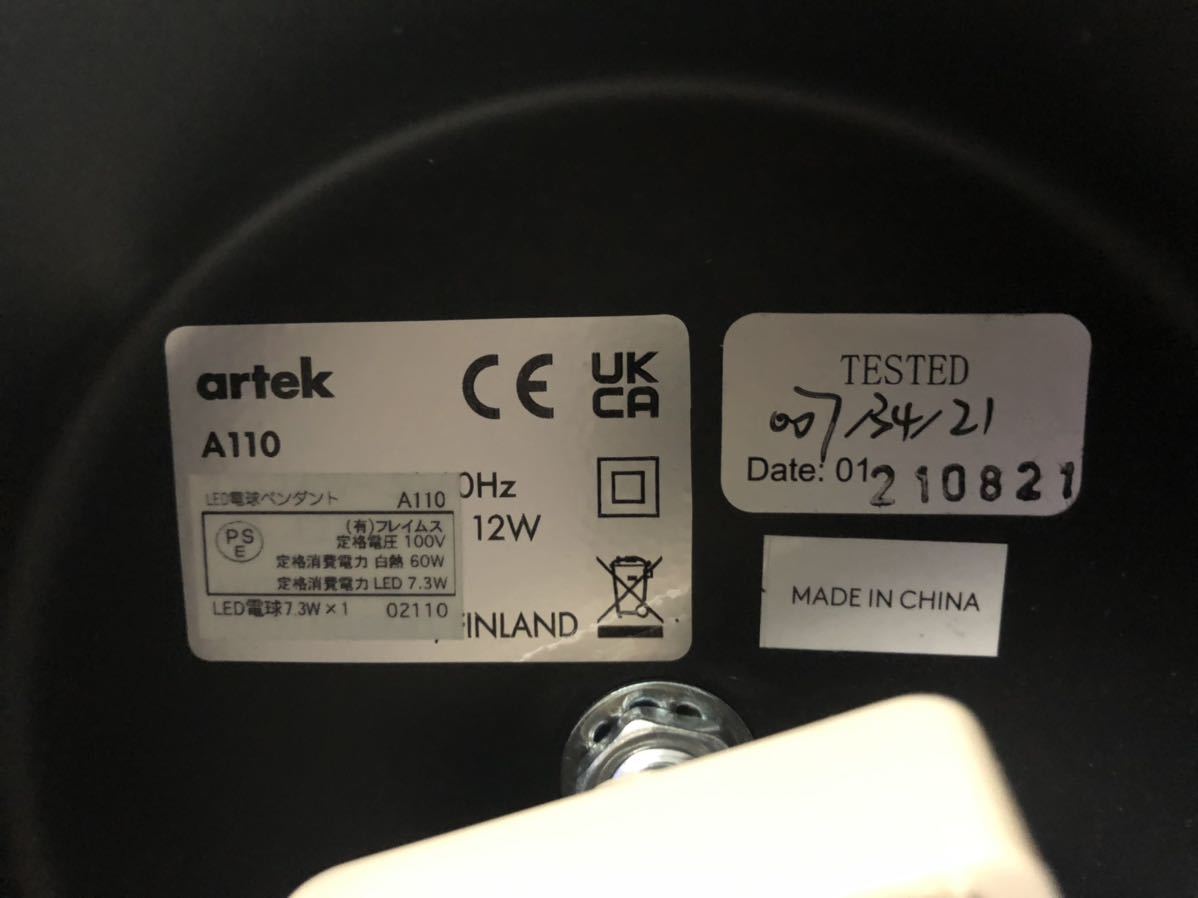 artek
CE
UK
CA
A110
0Hz
12W
FINLAND
LED電球ペンダント A110
PS
E
(有)フレイムス
定格電圧 100V
定格消費電力 白熱 60W
定格消費電力 LED 7.3W
LED電球7.3W×1 02110
TESTED
007/34/21
Date: 01 210821
MADE IN CHINA